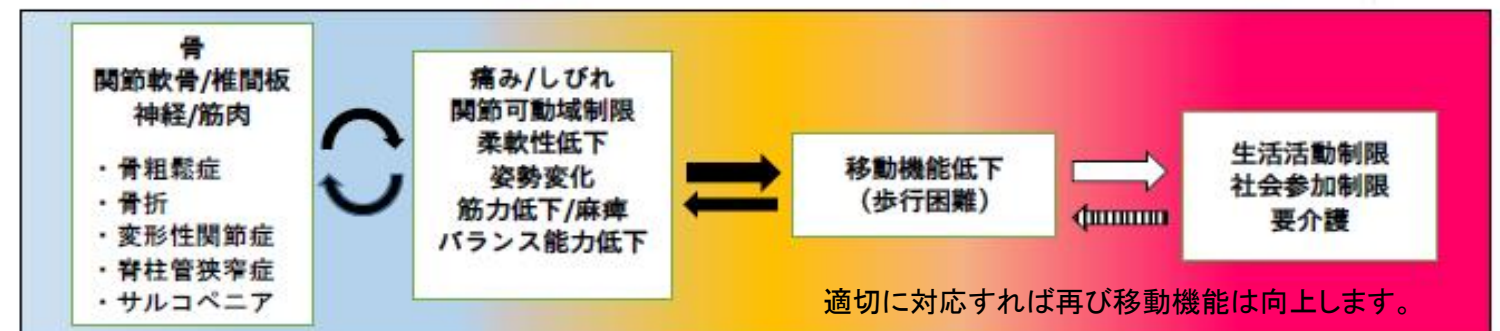 骨
関節軟骨/椎間板
神経/筋肉
・骨粗鬆症
・骨折
・変形性関節症
・脊柱管狭窄症
・サルコペニア
痛み/しびれ
関節可動域制限
柔軟性低下
姿勢変化
筋力低下/麻痺
バランス能力低下
移動機能低下
(歩行困難)
生活活動制限
社会参加制限
要介護
適切に対応すれば再び移動機能は向上します。